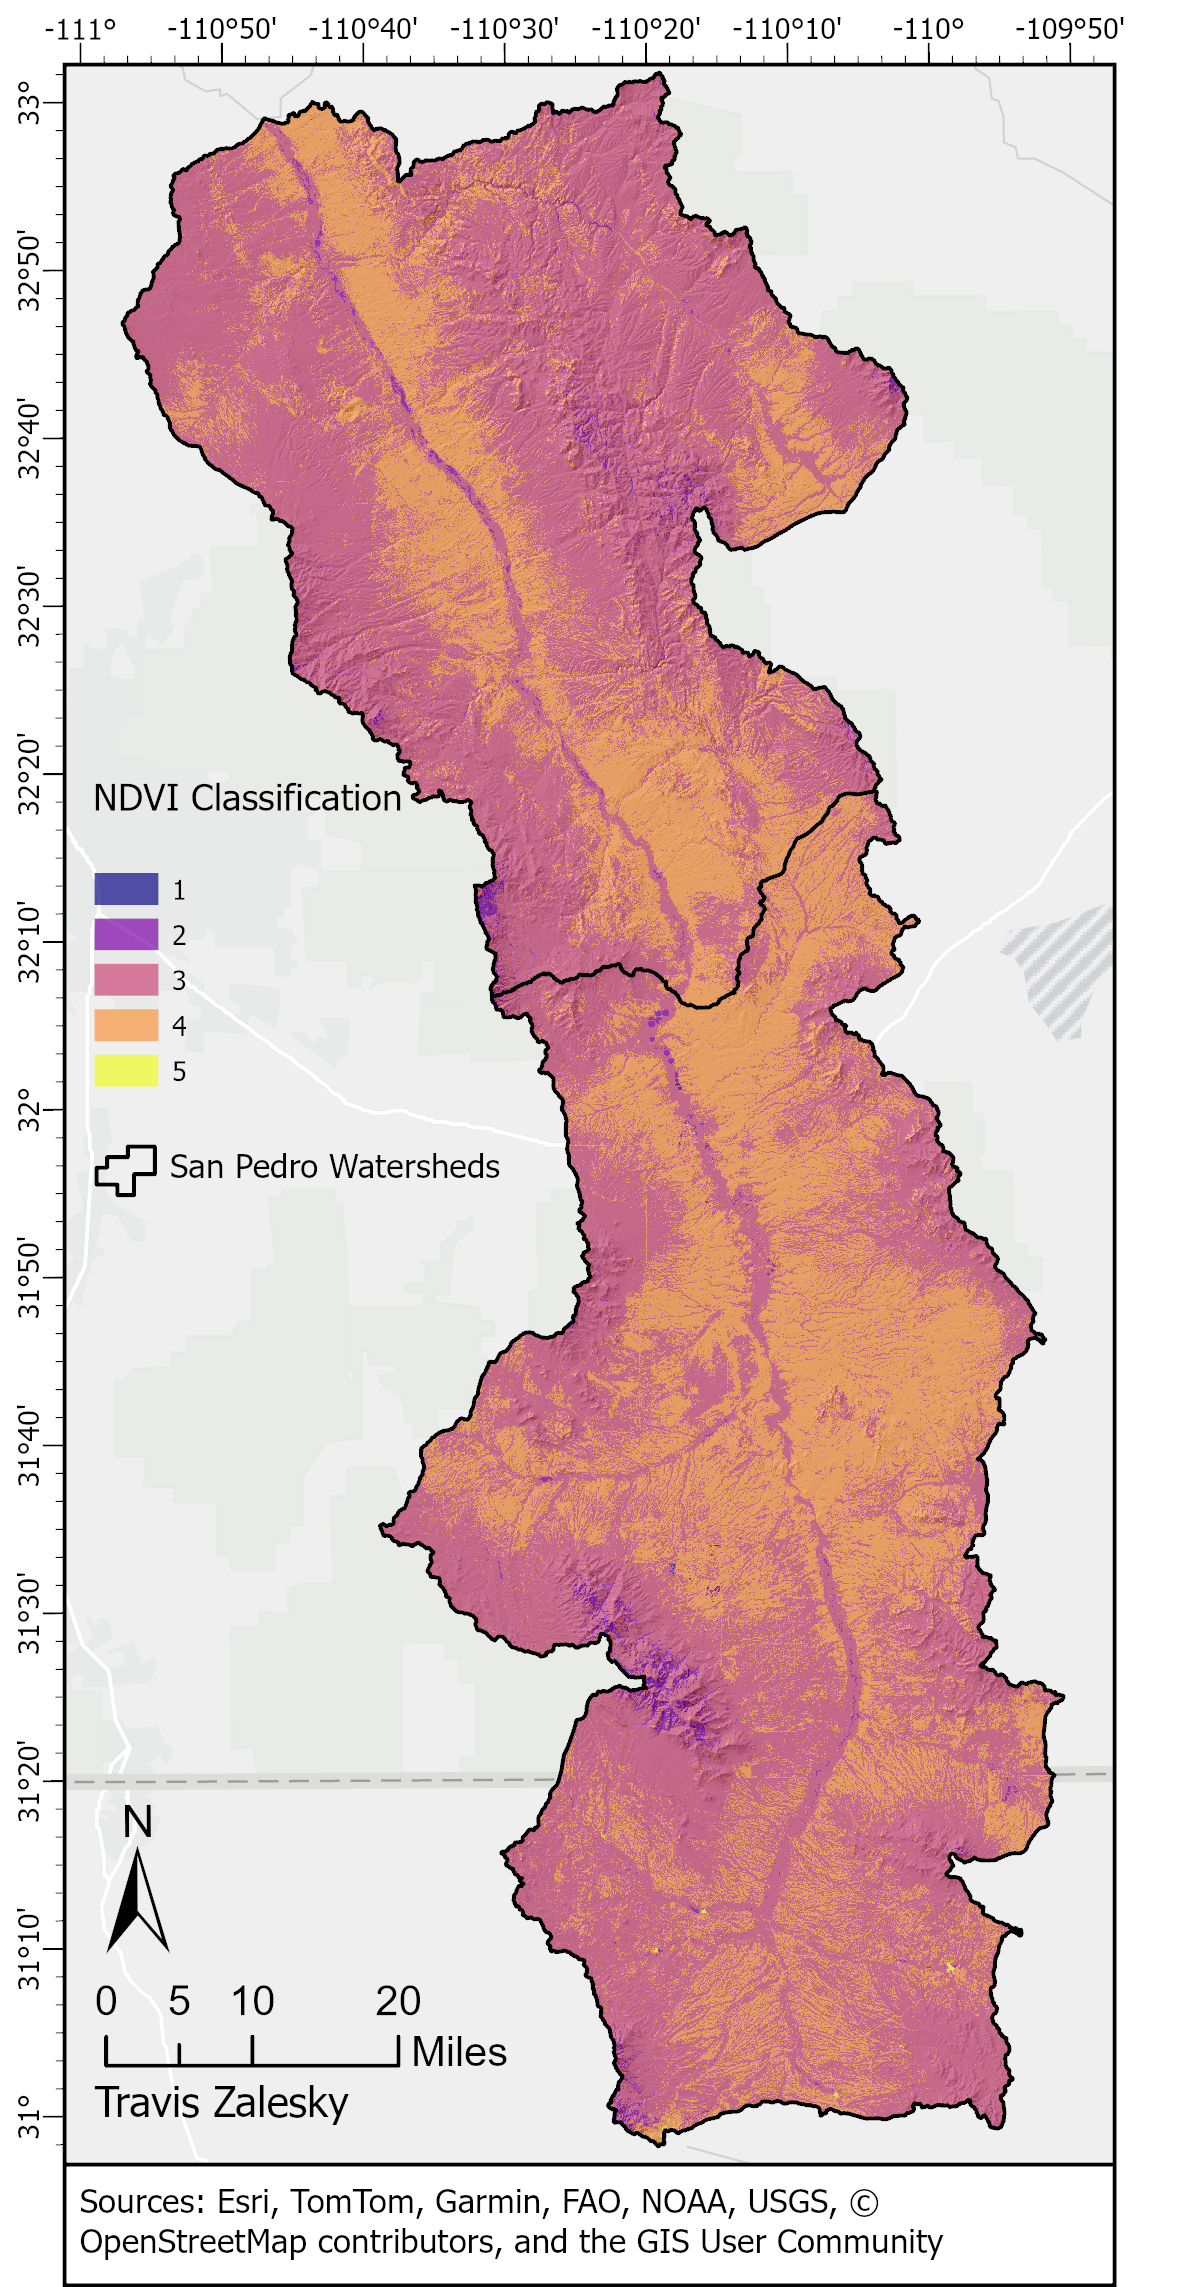 -111° -110°50' -110°40' -110°30' -110°20' -110°10' -110° -109°50'
33°
32°50'
32°40'
32°30'
32°20'
32°10'
32°
31°50'
31°40'
31°30'
31°20'
31°10'
31°
NDVI Classification
1
2
3
4
5
San Pedro Watersheds
N
0 5 10 20
Miles
Travis Zalesky
Sources: Esri, TomTom, Garmin, FAO, NOAA, USGS, ©
OpenStreetMap contributors, and the GIS User Community